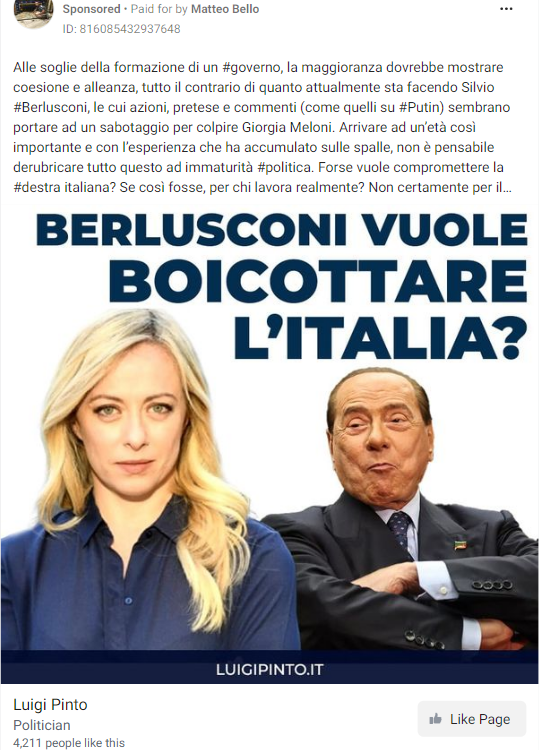 Sponsored • Paid for by Matteo Bello
ID: 816085432937648
Alle soglie della formazione di un #governo, la maggioranza dovrebbe mostrare
coesione e alleanza, tutto il contrario di quanto attualmente sta facendo Silvio
#Berlusconi, le cui azioni, pretese e commenti (come quelli su #Putin) sembrano
portare ad un sabotaggio per colpire Giorgia Meloni. Arrivare ad un'età così
importante e con l'esperienza che ha accumulato sulle spalle, non è pensabile
derubricare tutto questo ad immaturità #politica. Forse vuole compromettere la
#destra italiana? Se così fosse, per chi lavora realmente? Non certamente per il...
BERLUSCONI VUOLE
BOICOTTARE
L'ITALIA?
LUIGIPINTO.IT
Luigi Pinto
Politician
4,211 people like this
Like Page